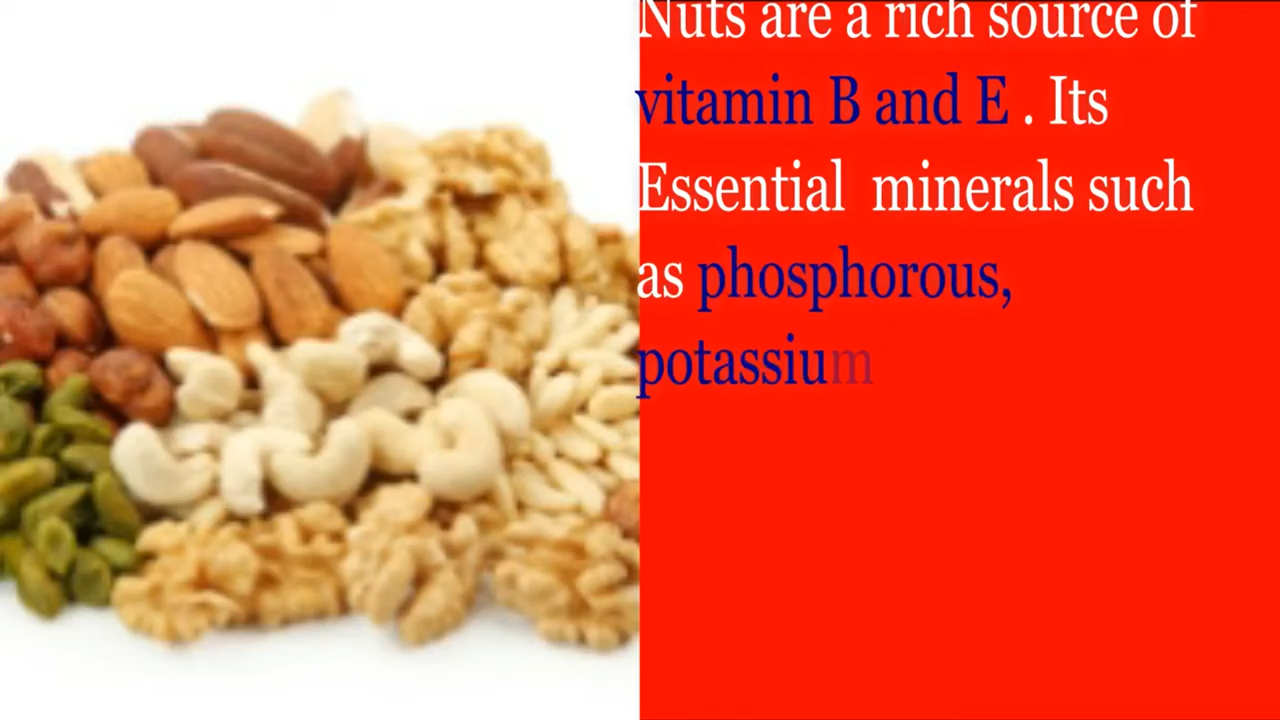 Nuts are a rich source of
vitamin B and E . Its
Essential minerals such
as phosphorous,
potassium